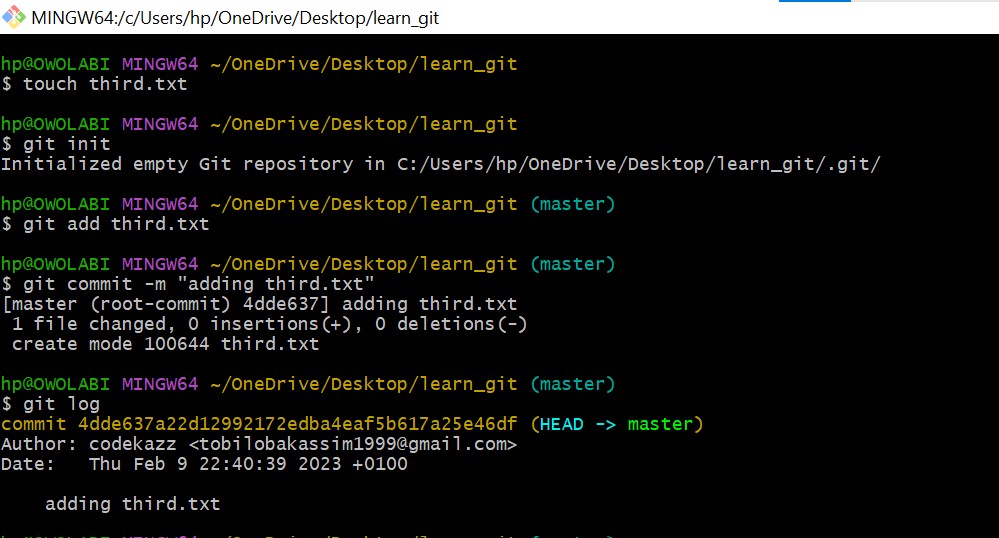 MINGW64:/c/Users/hp/OneDrive/Desktop/learn_git
hp@OWOLABI MINGW64 ~/OneDrive/Desktop/learn_git
$ touch third.txt
hp@OWOLABI MINGW64 ~/OneDrive/Desktop/learn_git
$ git init
Initialized empty Git repository in C:/Users/hp/OneDrive/Desktop/learn_git/.git/
hp@OWOLABI MINGW64 ~/OneDrive/Desktop/learn_git (master)
$ git add third.txt
hp@OWOLABI MINGW64 ~/OneDrive/Desktop/learn_git (master)
$ git commit -m "adding third.txt"
[master (root-commit) 4dde637] adding third.txt
 1 file changed, 0 insertions(+), 0 deletions(-)
 create mode 100644 third.txt
hp@OWOLABI MINGW64 ~/OneDrive/Desktop/learn_git (master)
$ git log
commit 4dde637a22d12992172edba4eaf5b617a25e46df (HEAD -> master)
Author: codekazz <tobilobakassim1999@gmail.com>
Date:   Thu Feb 9 22:40:39 2023 +0100
    adding third.txt